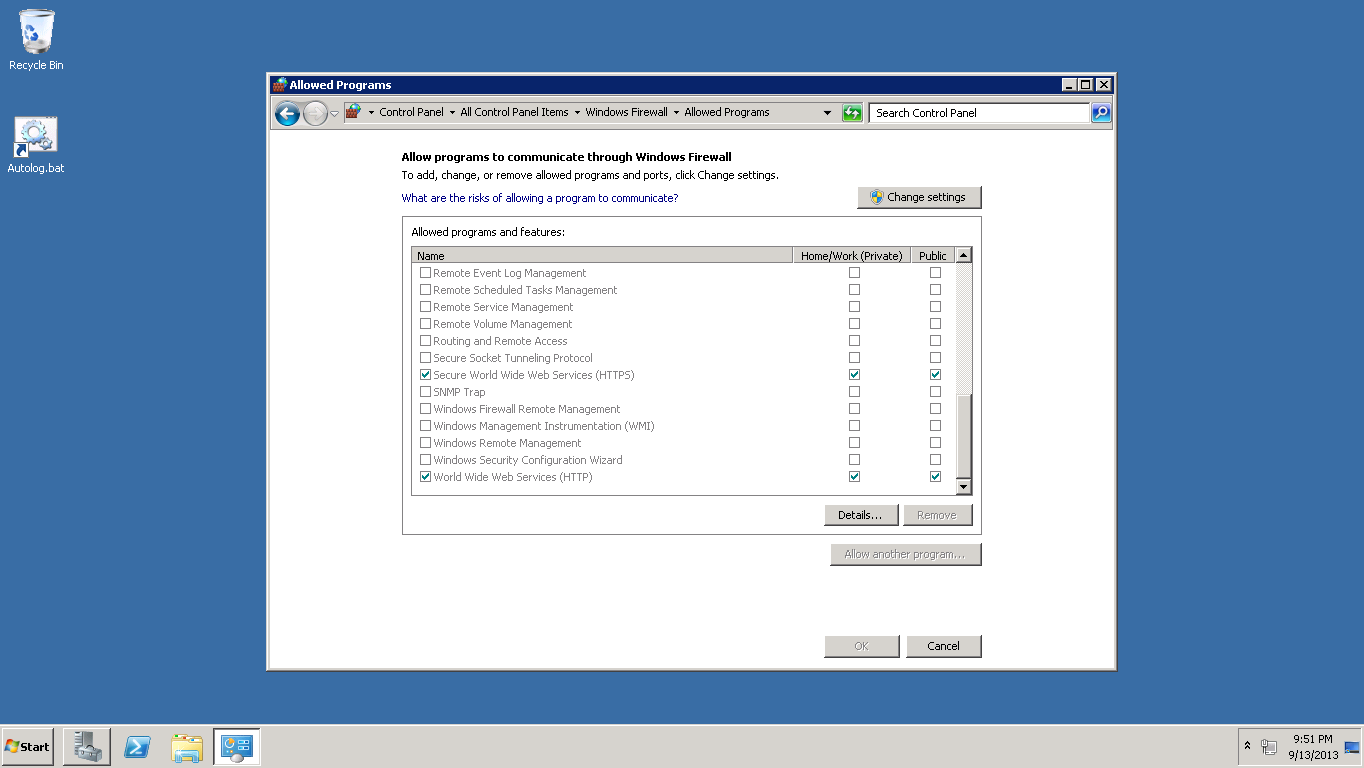 Recycle Bin
Autolog.bat
Allowed Programs
Control Panel All Control Panel Items Windows Firewall Allowed Programs
Search Control Panel
Allow programs to communicate through Windows Firewall
To add, change, or remove allowed programs and ports, click Change settings.
What are the risks of allowing a program to communicate?
Change settings
Allowed programs and features:
Name Home/Work (Private) Public
Remote Event Log Management
Remote Scheduled Tasks Management
Remote Service Management
Remote Volume Management
Routing and Remote Access
Secure Socket Tunneling Protocol
Secure World Wide Web Services (HTTPS)
SNMP Trap
Windows Firewall Remote Management
Windows Management Instrumentation (WMI)
Windows Remote Management
Windows Security Configuration Wizard
World Wide Web Services (HTTP)
Details... Remove
Allow another program...
OK Cancel
Start
9:51 PM
9/13/2013